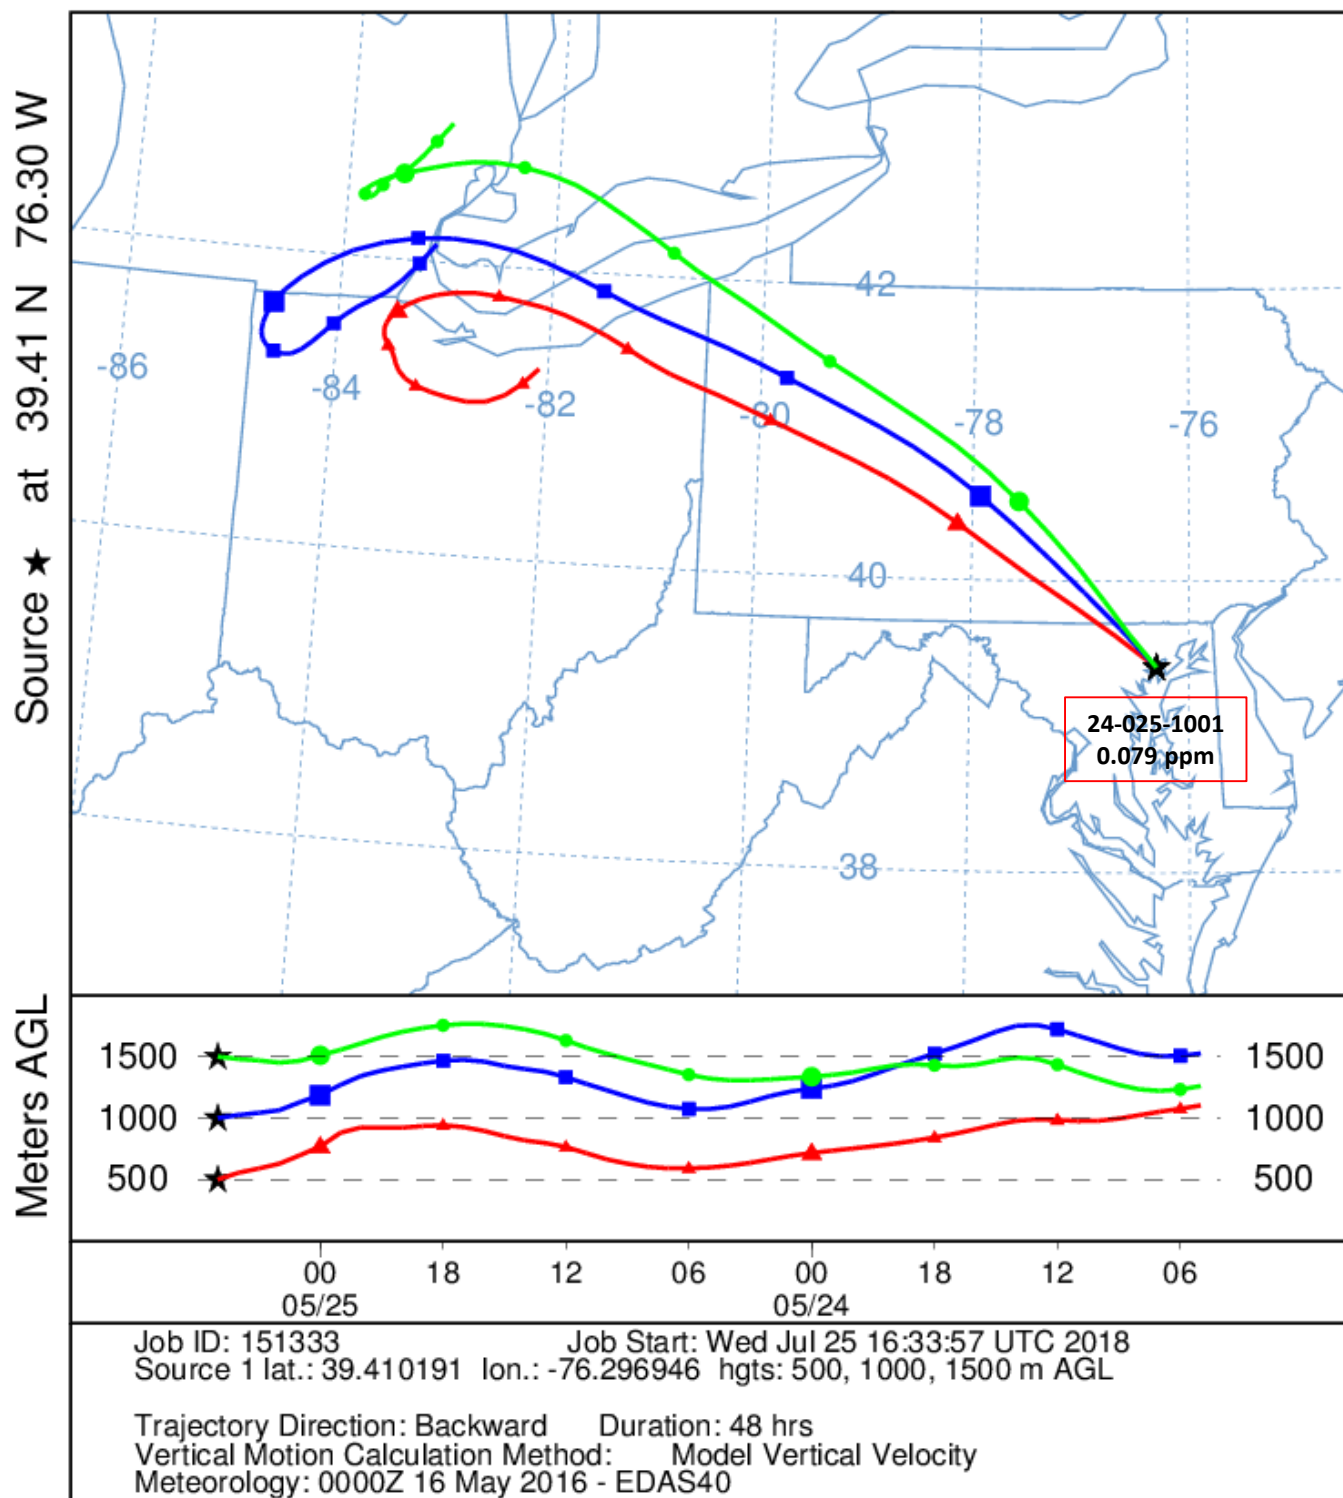 Source ★ at 39.41 N 76.30 W
42
-86
-84
-82
-80
-78
-76
40
24-025-1001
0.079 ppm
38
Meters AGL
1500 1500
1000 1000
500 500
00 18 12 06 00 18 12 06
05/25 05/24
Job ID: 151333 Job Start: Wed Jul 25 16:33:57 UTC 2018
Source 1 lat.: 39.410191 lon.: -76.296946 hgts: 500, 1000, 1500 m AGL
Trajectory Direction: Backward Duration: 48 hrs
Vertical Motion Calculation Method: Model Vertical Velocity
Meteorology: 0000Z 16 May 2016 - EDAS40